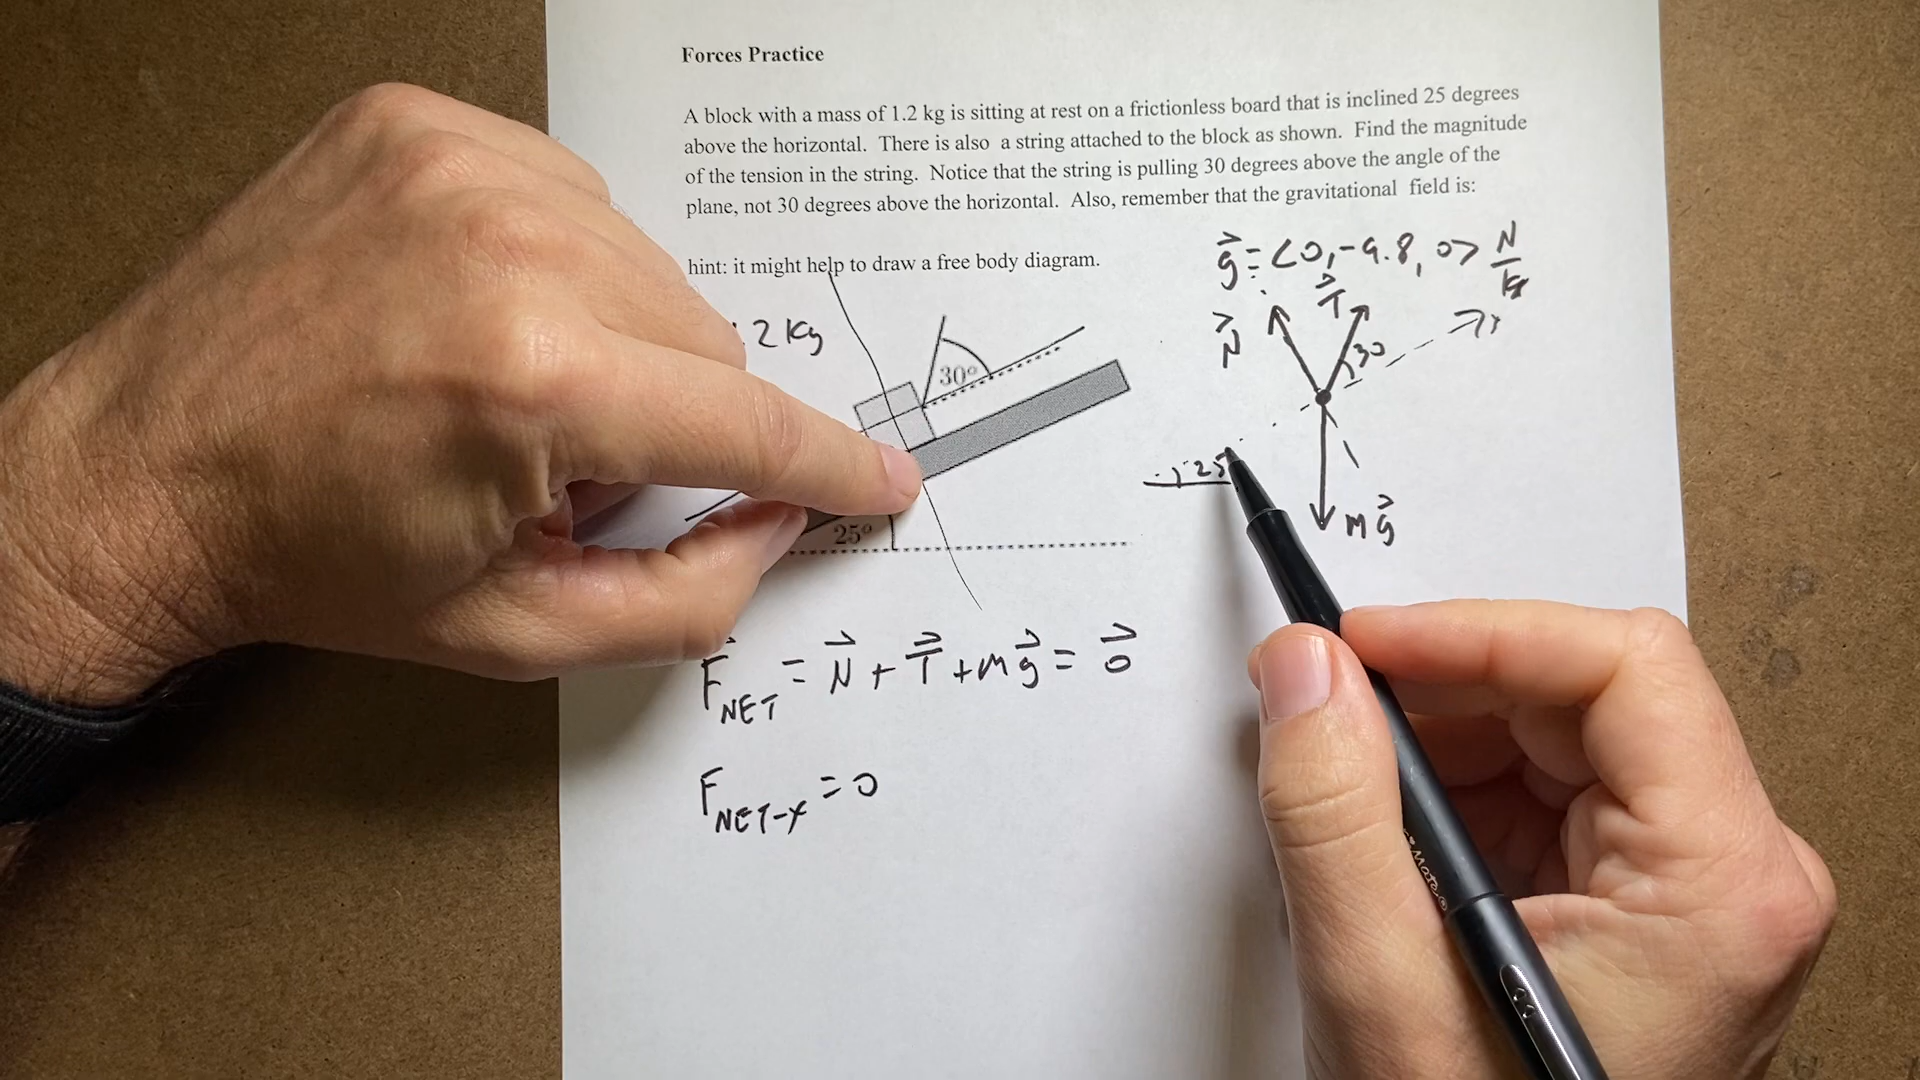 Forces Practice
A block with a mass of 1.2 kg is sitting at rest on a frictionless board that is inclined 25 degrees
above the horizontal. There is also a string attached to the block as shown. Find the magnitude
of the tension in the string. Notice that the string is pulling 30 degrees above the angle of the
plane, not 30 degrees above the horizontal. Also, remember that the gravitational field is:
g⃗ = <0, -9.8, 0> N/kg
hint: it might help to draw a free body diagram.
.2 kg
30°
25°
N⃗
T⃗
30
x
25
mg⃗
F⃗NET = N⃗ + T⃗ + mg⃗ = 0⃗
FNET-x = 0